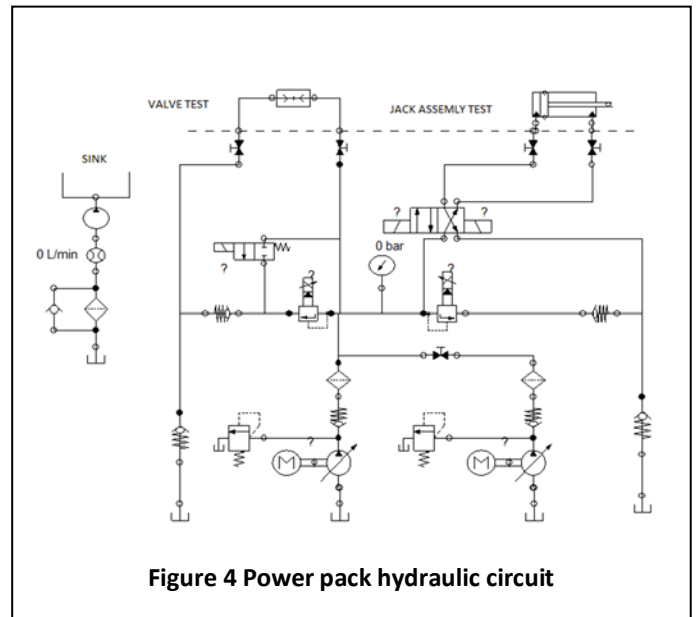 VALVE TEST
JACK ASSEMLY TEST
SINK
?
?
0 L/min
?
?
0 bar
?
?
?
M
M
Figure 4 Power pack hydraulic circuit